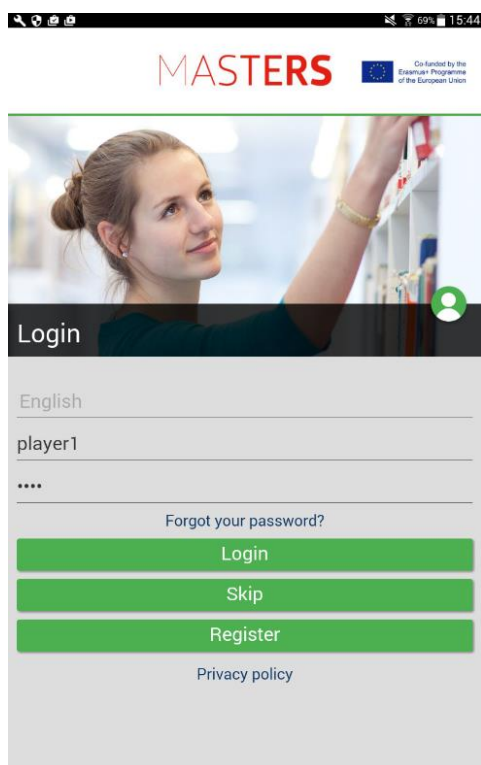 69% 15:44
MASTERS
Co-funded by the
Erasmus+ Programme
of the European Union
Login
English
player1
••••
Forgot your password?
Login
Skip
Register
Privacy policy